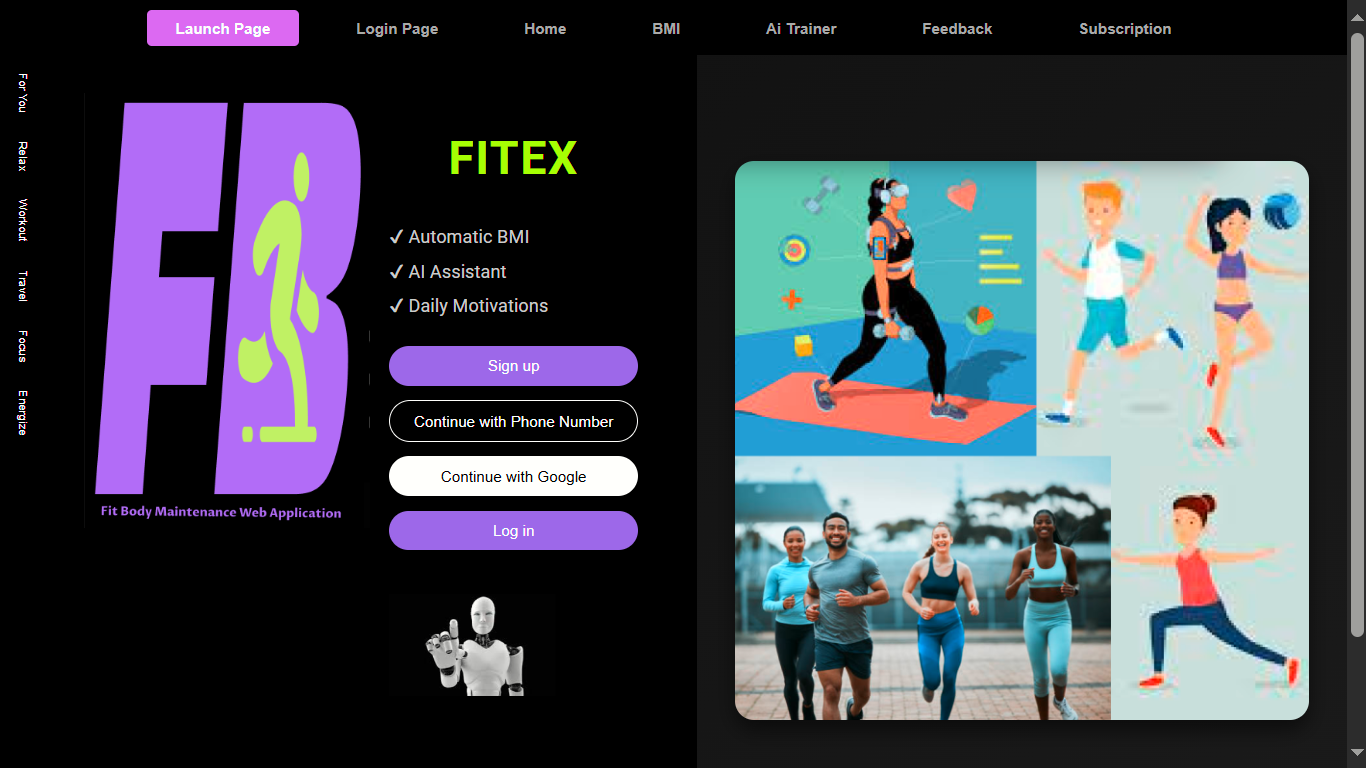 Launch Page
Login Page
Home
BMI
Ai Trainer
Feedback
Subscription
For You
Relax
Workout
Travel
Focus
Energize
FB
Fit Body Maintenance Web Application
FITEX
✓ Automatic BMI
✓ AI Assistant
✓ Daily Motivations
Sign up
Continue with Phone Number
Continue with Google
Log in